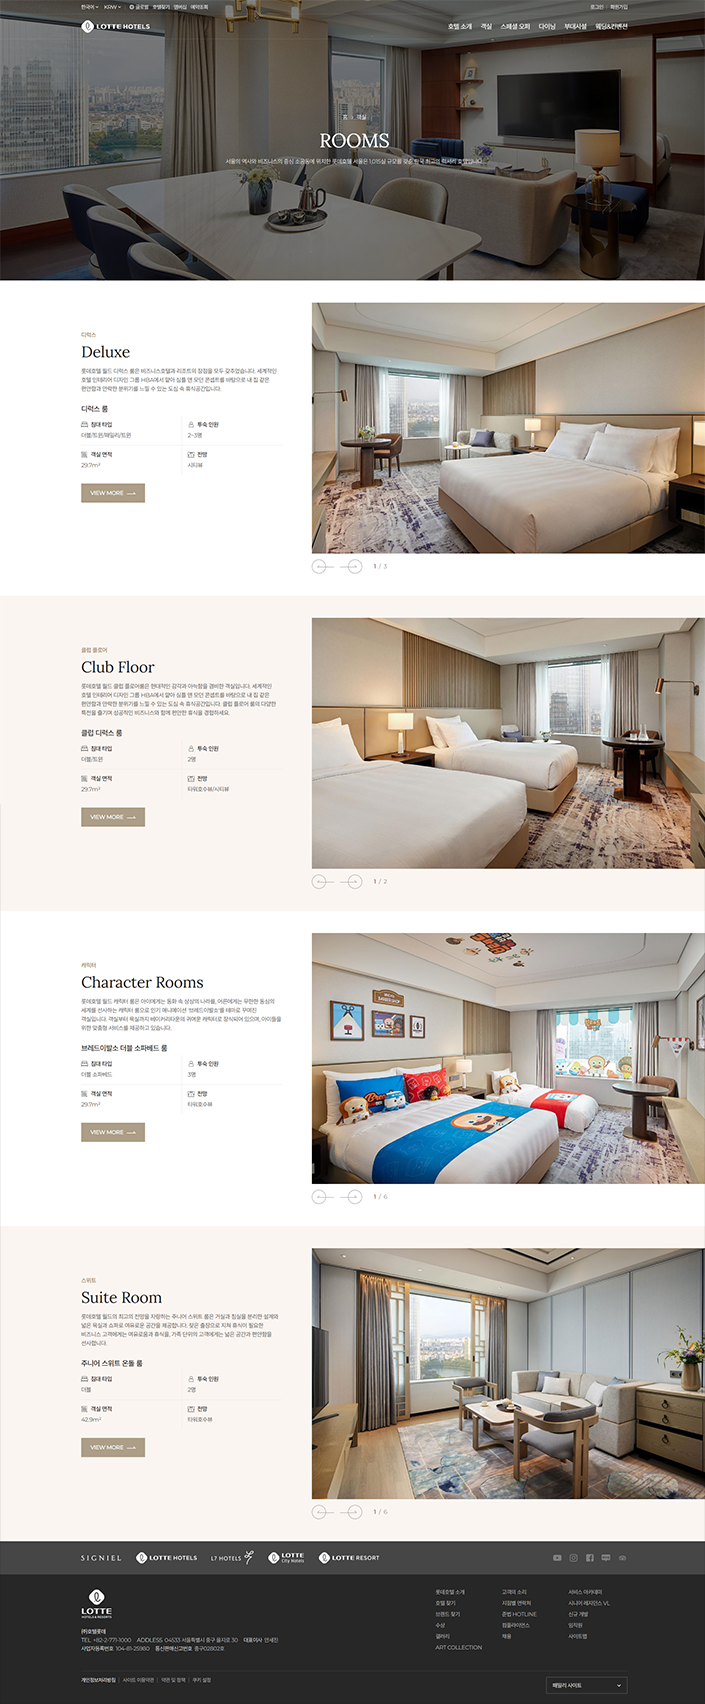 한국어 KRW 글로벌 호텔찾기 멤버십 예약조회 로그인 회원가입
LOTTE HOTELS 호텔 소개 객실 스페셜 오퍼 다이닝 부대시설 웨딩&컨벤션
홈 > 객실
ROOMS
서울의 역사와 비즈니스의 중심 소공동에 위치한 롯데호텔 서울은 1,015실 규모를 갖춘 한국 최고의 럭셔리 호텔입니다.
디럭스
Deluxe
롯데호텔 월드 디럭스 룸은 비즈니스호텔과 리조트의 장점을 모두 갖추었습니다. 세계적인
호텔 인테리어 디자인 그룹 HBA에서 맡아 심플 앤 모던 콘셉트를 바탕으로 내 집 같은
편안함과 안락한 분위기를 느낄 수 있는 도심 속 휴식공간입니다.
디럭스 룸
침대 타입 투숙 인원
더블/트윈/패밀리/트윈 2~3명
객실 면적 전망
29.7m² 시티뷰
VIEW MORE
1 / 3
클럽 플로어
Club Floor
롯데호텔 월드 클럽 플로어룸은 현대적인 감각과 아늑함을 겸비한 객실입니다. 세계적인
호텔 인테리어 디자인 그룹 HBA에서 맡아 심플 앤 모던 콘셉트를 바탕으로 내 집 같은
편안함과 안락한 분위기를 느낄 수 있는 도심 속 휴식공간입니다. 클럽 플로어 룸의 다양한
특전을 즐기며 성공적인 비즈니스와 함께 편안한 휴식을 경험하세요.
클럽 디럭스 룸
침대 타입 투숙 인원
더블/트윈 2명
객실 면적 전망
29.7m² 타워호수뷰/시티뷰
VIEW MORE
1 / 2
캐릭터
Character Rooms
롯데호텔 월드 캐릭터 룸은 아이에게는 동화 속 상상의 나라를, 어른에게는 무한한 동심의
세계를 선사하는 캐릭터 룸으로 인기 애니메이션 '브레드이발소'를 테마로 꾸며진
객실입니다. 객실부터 욕실까지 베이커리타운의 귀여운 캐릭터로 장식되어 있으며, 아이들을
위한 맞춤형 서비스를 제공하고 있습니다.
브레드이발소 더블 소파베드 룸
침대 타입 투숙 인원
더블 소파베드 3명
객실 면적 전망
29.7m² 타워호수뷰
VIEW MORE
1 / 6
스위트
Suite Room
롯데호텔 월드의 최고의 전망을 자랑하는 주니어 스위트 룸은 거실과 침실을 분리한 설계와
넓은 욕실과 쇼파로 여유로운 공간을 제공합니다. 잦은 출장으로 지쳐 휴식이 필요한
비즈니스 고객에게는 여유로움과 휴식을, 가족 단위의 고객에게는 넓은 공간과 편안함을
선사합니다.
주니어 스위트 온돌 룸
침대 타입 투숙 인원
더블 2명
객실 면적 전망
42.9m² 타워호수뷰
VIEW MORE
1 / 6
SIGNIEL LOTTE HOTELS L7 HOTELS LOTTE City Hotels LOTTE RESORT
LOTTE
HOTELS & RESORTS
롯데호텔 소개 고객의 소리 서비스 아카데미
호텔 찾기 지점별 연락처 시니어 레지던스 VL
브랜드 찾기 준법 HOTLINE 신규 개발
수상 컴플라이언스 임직원
갤러리 채용 사이트맵
ART COLLECTION
(주)호텔롯데
TEL +82-2-771-1000 ADDLESS 04533 서울특별시 중구 을지로 30 대표이사 안세진
사업자등록번호 104-81-25980 통신판매신고번호 중구02802호
개인정보처리방침 사이트 이용약관 약관 및 정책 쿠키 설정
패밀리 사이트